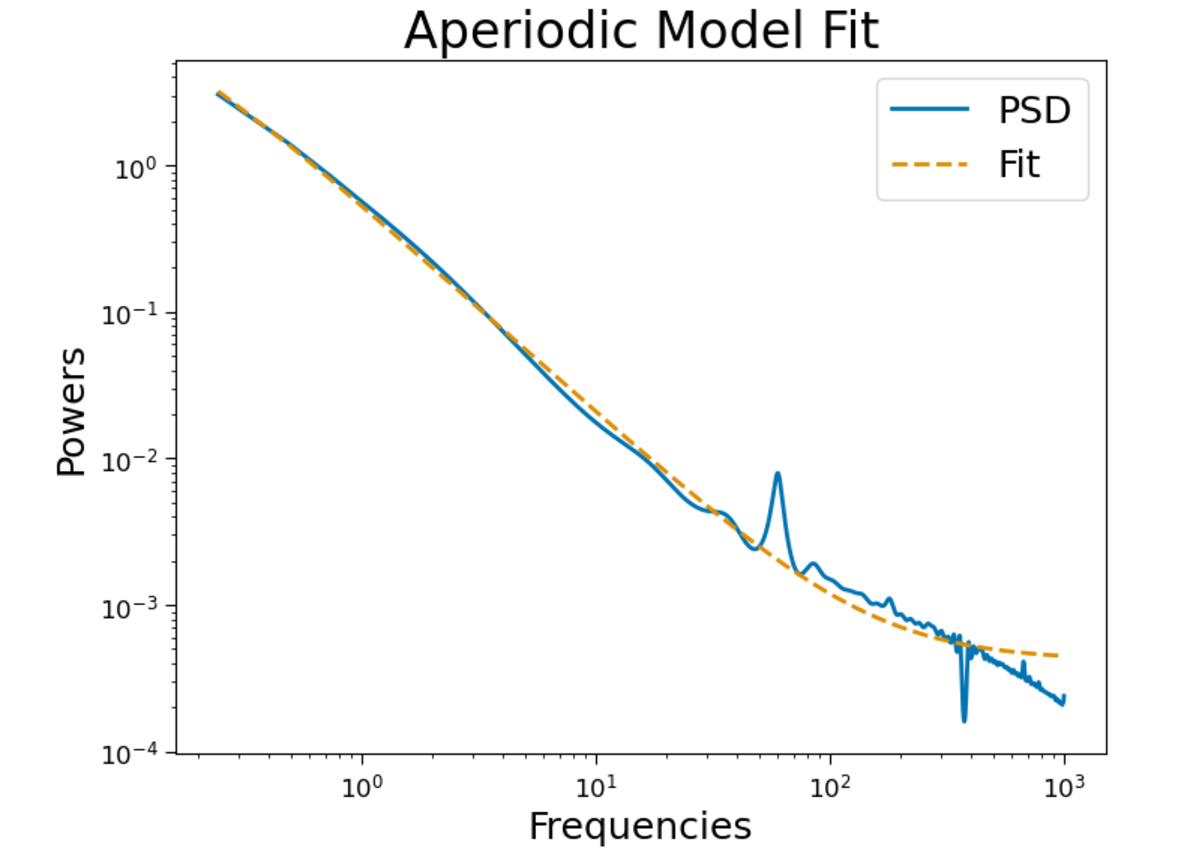 Aperiodic Model Fit
PSD
Fit
Powers
10⁰
10⁻¹
10⁻²
10⁻³
10⁻⁴
10⁰ 10¹ 10² 10³
Frequencies